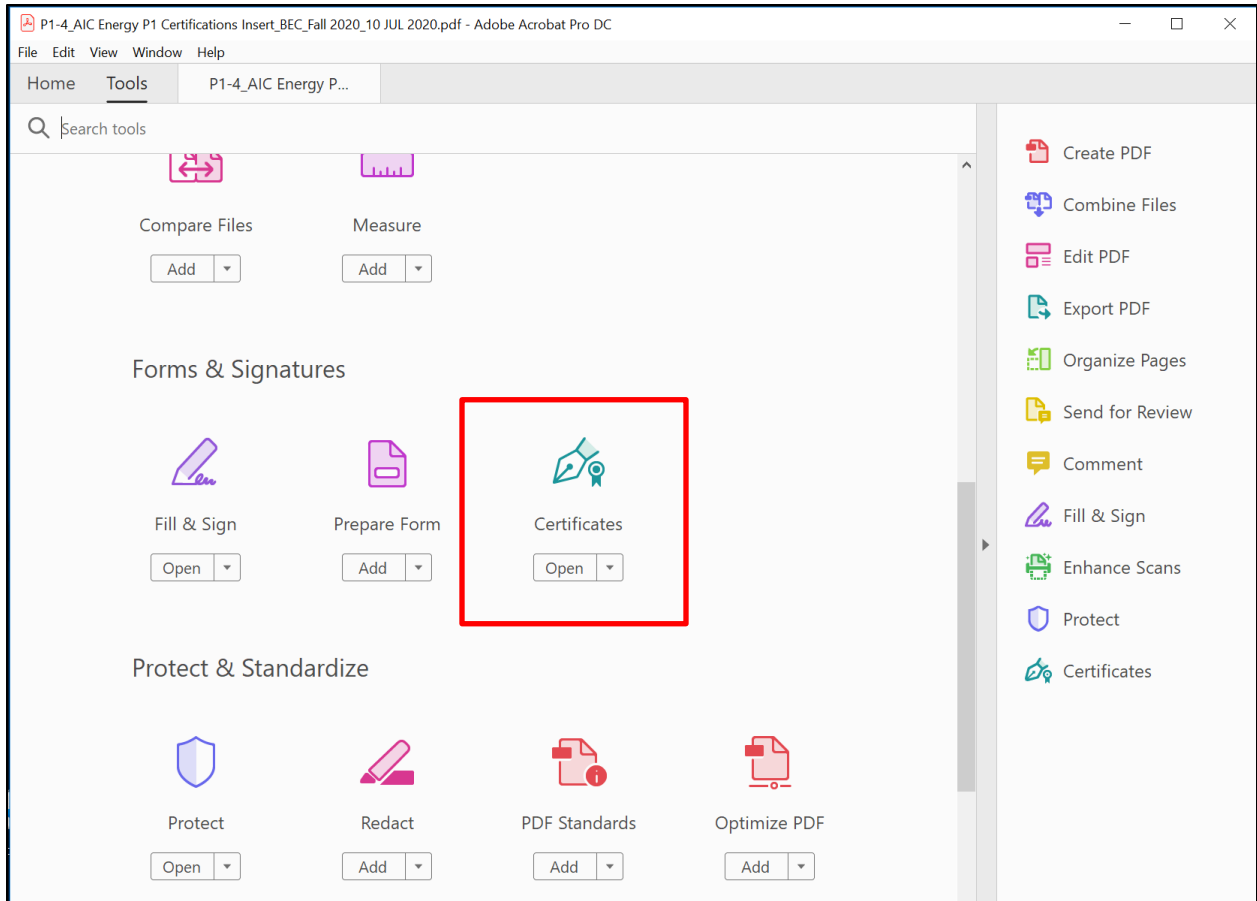 P1-4_AIC Energy P1 Certifications Insert_BEC_Fall 2020_10 JUL 2020.pdf - Adobe Acrobat Pro DC
File Edit View Window Help
Home Tools P1-4_AIC Energy P...
Search tools
Compare Files Measure
Add Add
Forms & Signatures
Fill & Sign Prepare Form Certificates
Open Add Open
Protect & Standardize
Protect Redact PDF Standards Optimize PDF
Open Add Add Add
Create PDF
Combine Files
Edit PDF
Export PDF
Organize Pages
Send for Review
Comment
Fill & Sign
Enhance Scans
Protect
Certificates